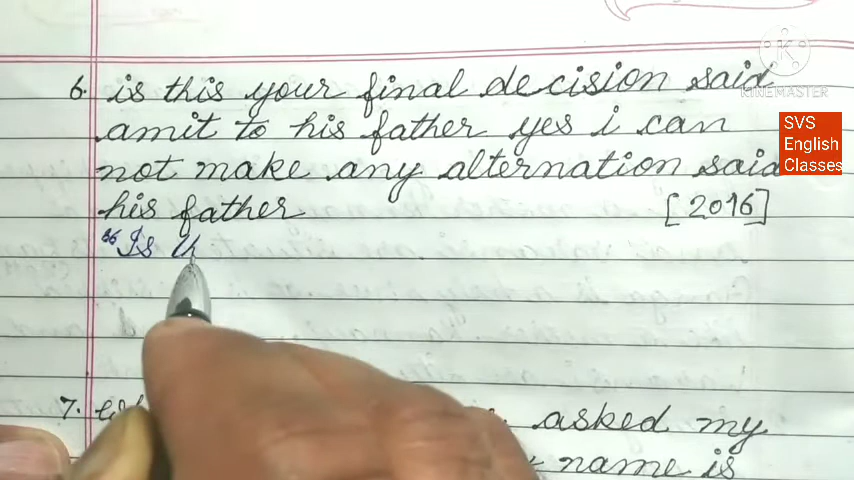 6. is this your final decision said
KINEMASTER
amit to his father yes i can
SVS
English
Classes
not make any alternation said
his father [2016]
"Is th
7. asked my
name is